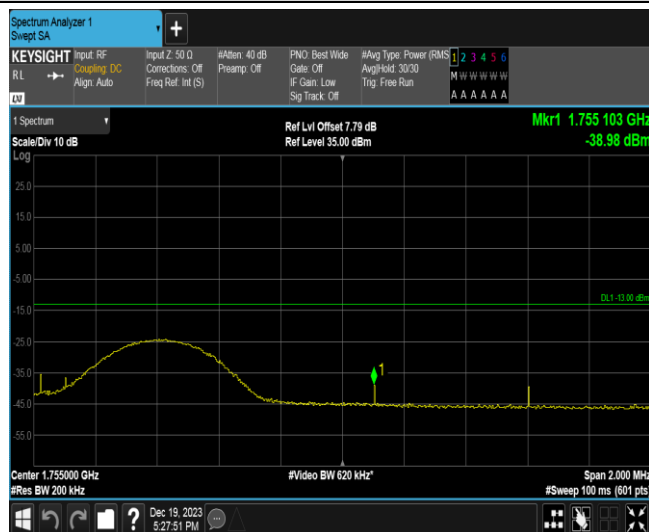 Spectrum Analyzer 1
Swept SA
+
KEYSIGHT
RL
LXI
Input: RF
Coupling: DC
Align: Auto
Input Z: 50 Ω
Corrections: Off
Freq Ref: Int (S)
#Atten: 40 dB
Preamp: Off
PNO: Best Wide
Gate: Off
IF Gain: Low
Sig Track: Off
#Avg Type: Power (RMS
Avg|Hold: 30/30
Trig: Free Run
1 2 3 4 5 6
M W W W W W
A A A A A A
1 Spectrum
Scale/Div 10 dB
Ref Lvl Offset 7.79 dB
Ref Level 35.00 dBm
Mkr1 1.755 103 GHz
-38.98 dBm
Log
25.0
15.0
5.00
-5.00
-15.0
-25.0
-35.0
-45.0
-55.0
DL1 -13.00 dBm
1
Center 1.755000 GHz
#Res BW 200 kHz
#Video BW 620 kHz*
Span 2.000 MHz
#Sweep 100 ms (601 pts)
?
Dec 19, 2023
5:27:51 PM